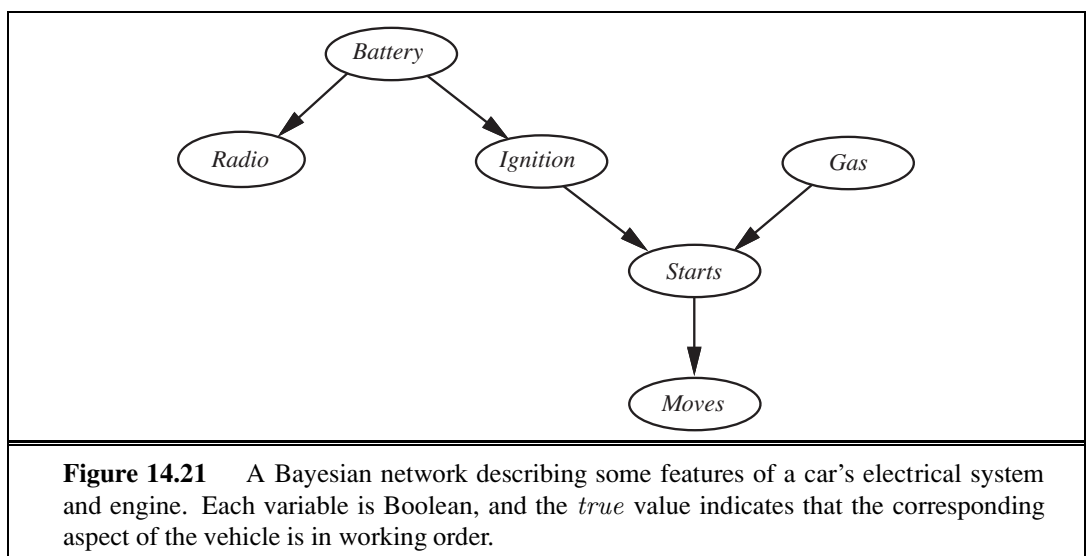 Battery
Radio
Ignition
Gas
Starts
Moves
Figure 14.21 A Bayesian network describing some features of a car's electrical system
and engine. Each variable is Boolean, and the true value indicates that the corresponding
aspect of the vehicle is in working order.